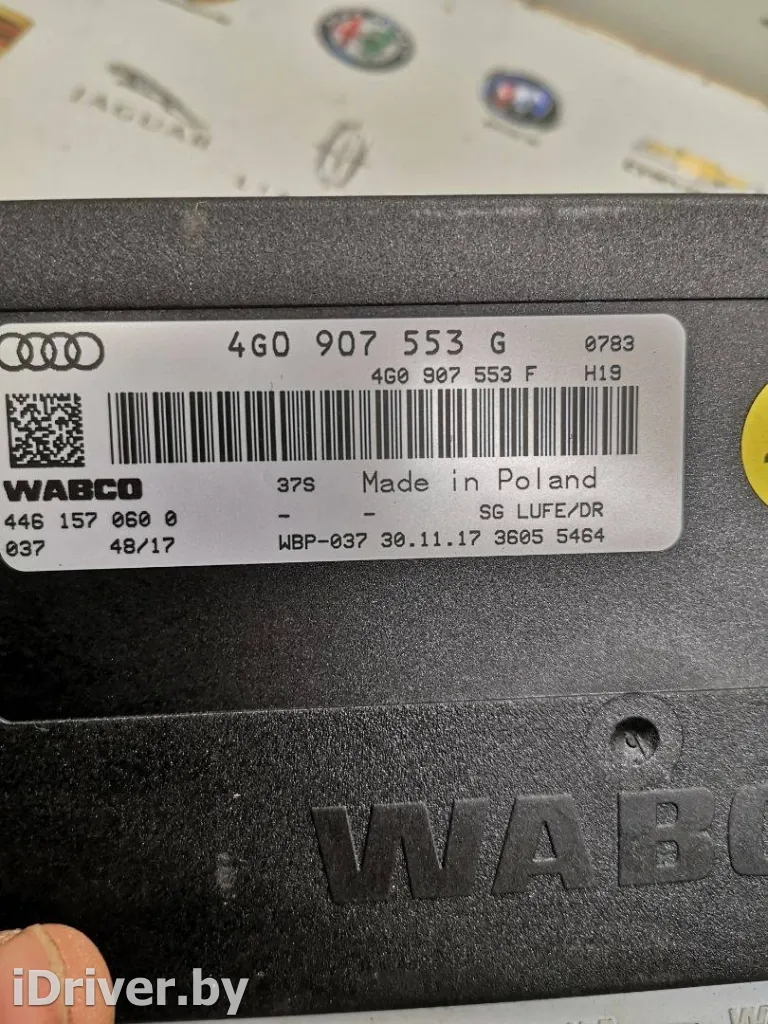 JAGUAR
4G0 907 553 G 0783
4G0 907 553 F H19
WABCO 37S Made in Poland
446 157 060 0 - - SG LUFE/DR
037 48/17 WBP-037 30.11.17 3605 5464
WABC
iDriver.by